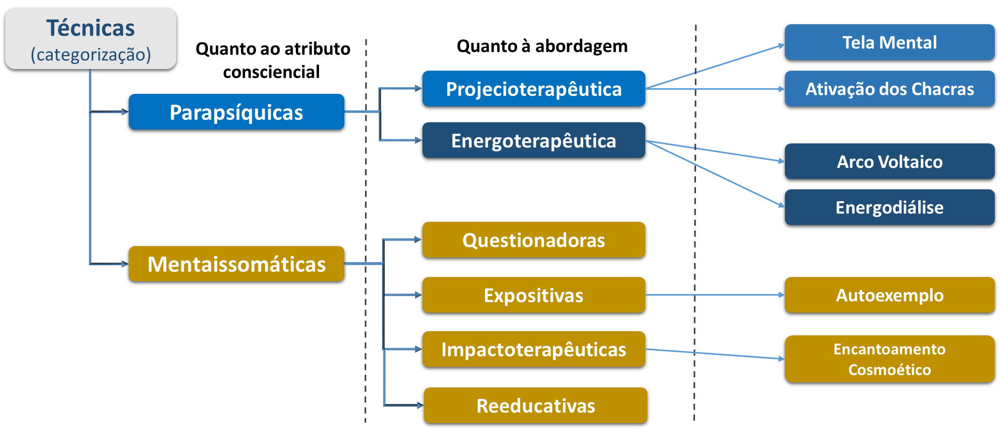 Técnicas
(categorização)
Quanto ao atributo
consciencial
Quanto à abordagem
Parapsíquicas
Projecioterapêutica
Energoterapêutica
Tela Mental
Ativação dos Chacras
Arco Voltaico
Energodiálise
Mentaissomáticas
Questionadoras
Expositivas
Impactoterapêuticas
Reeducativas
Autoexemplo
Encantoamento
Cosmoético